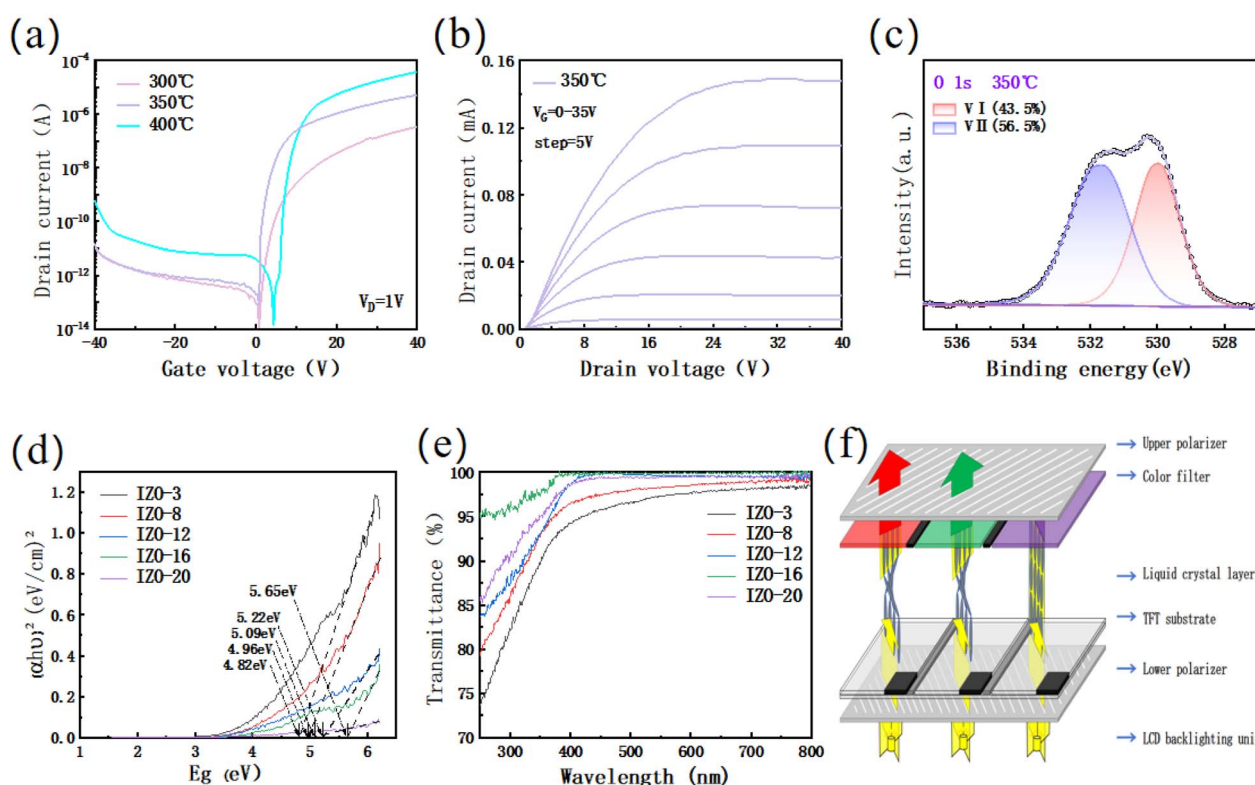 (a)
10⁻⁴
10⁻⁶
10⁻⁸
10⁻¹⁰
10⁻¹²
10⁻¹⁴
Drain current (A)
300℃
350℃
400℃
V_D=1V
-40
-20
0
20
40
Gate voltage (V)
(b)
0.16
0.12
0.08
0.04
0.00
Drain current (mA)
350℃
V_G=0-35V
step=5V
0
8
16
24
32
40
Drain voltage (V)
(c)
Intensity(a.u.)
O 1s 350℃
V I (43.5%)
V II (56.5%)
536
534
532
530
528
Binding energy(eV)
(d)
1.2
1.0
0.8
0.6
0.4
0.2
0.0
(αhυ)² (eV/cm)²
IZO-3
IZO-8
IZO-12
IZO-16
IZO-20
5.65eV
5.22eV
5.09eV
4.96eV
4.82eV
1
2
3
4
5
6
Eg (eV)
(e)
100
95
90
85
80
75
70
Transmittance (%)
IZO-3
IZO-8
IZO-12
IZO-16
IZO-20
300
400
500
600
700
800
Wavelength (nm)
(f)
Upper polarizer
Color filter
Liquid crystal layer
TFT substrate
Lower polarizer
LCD backlighting uni